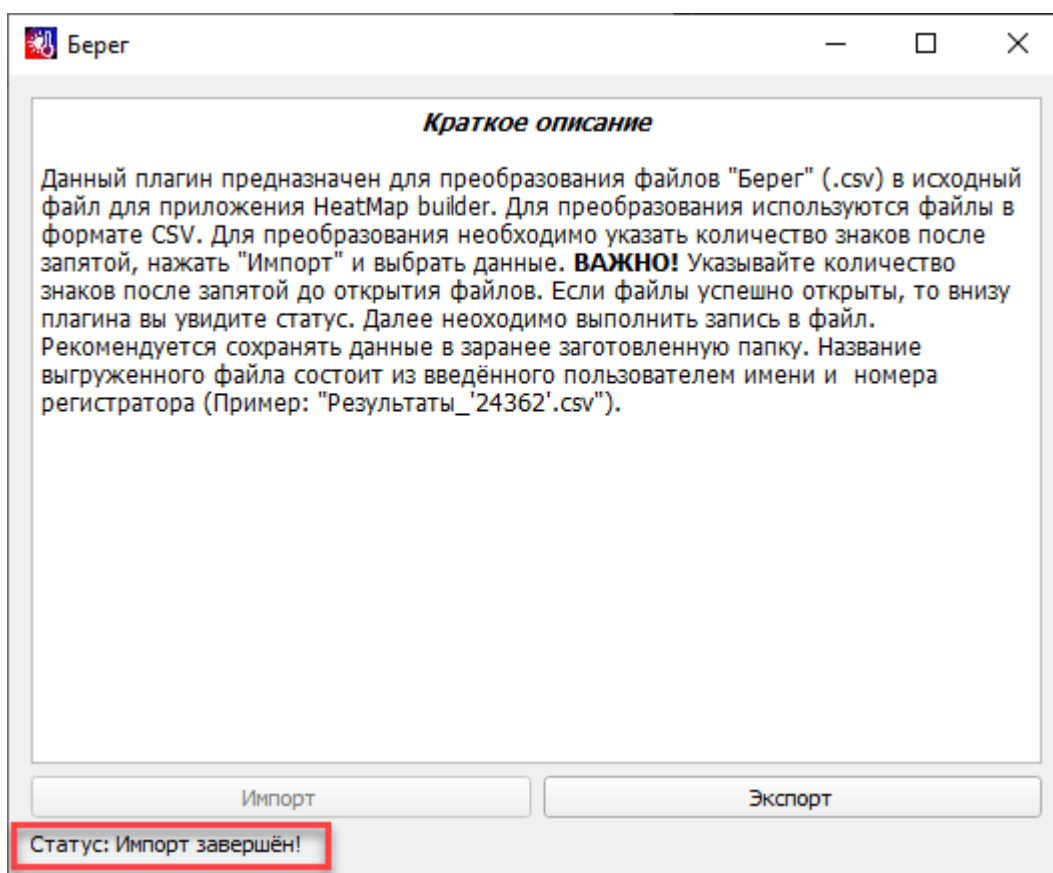 Берег
Краткое описание
Данный плагин предназначен для преобразования файлов "Берег" (.csv) в исходный
файл для приложения HeatMap builder. Для преобразования используются файлы в
формате CSV. Для преобразования необходимо указать количество знаков после
запятой, нажать "Импорт" и выбрать данные. ВАЖНО! Указывайте количество
знаков после запятой до открытия файлов. Если файлы успешно открыты, то внизу
плагина вы увидите статус. Далее неоходимо выполнить запись в файл.
Рекомендуется сохранять данные в заранее заготовленную папку. Название
выгруженного файла состоит из введённого пользователем имени и  номера
регистратора (Пример: "Результаты_'24362'.csv").
Импорт
Экспорт
Статус: Импорт завершён!